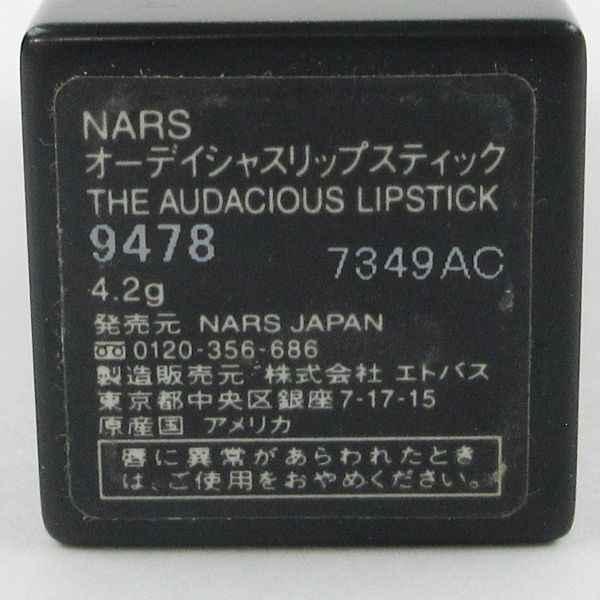 NARS
オーデイシャスリップスティック
THE AUDACIOUS LIPSTICK
9478 7349AC
4.2g
発売元 NARS JAPAN
0120-356-686
製造販売元 株式会社 エトバス
東京都中央区銀座7-17-15
原産国 アメリカ
唇に異常があらわれたとき
は、ご使用をおやめください。